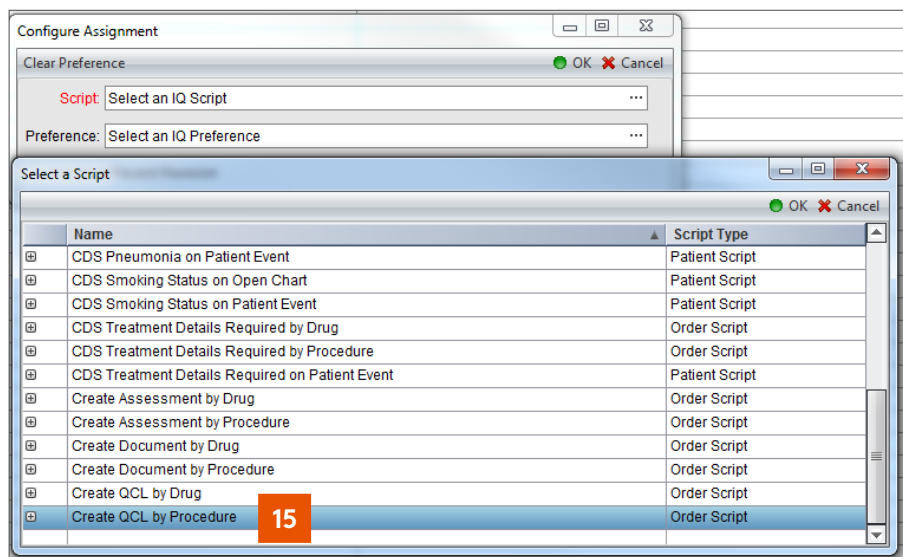 Configure Assignment
Clear Preference OK Cancel
Script: Select an IQ Script ...
Preference: Select an IQ Preference ...
Select a Script
OK Cancel
Name Script Type
CDS Pneumonia on Patient Event Patient Script
CDS Smoking Status on Open Chart Patient Script
CDS Smoking Status on Patient Event Patient Script
CDS Treatment Details Required by Drug Order Script
CDS Treatment Details Required by Procedure Order Script
CDS Treatment Details Required on Patient Event Patient Script
Create Assessment by Drug Order Script
Create Assessment by Procedure Order Script
Create Document by Drug Order Script
Create Document by Procedure Order Script
Create QCL by Drug Order Script
Create QCL by Procedure 15 Order Script